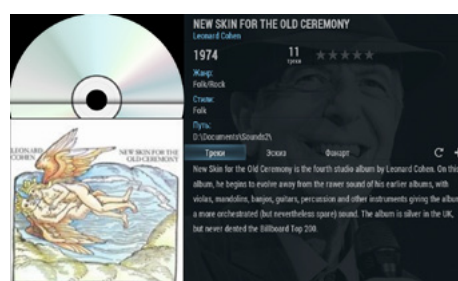 NEW SKIN FOR THE OLD CEREMONY
Leonard Cohen
1974
11
треки
Жанр:
Folk/Rock
Стили:
Folk
Путь:
D:\Documents\Sounds2\
Треки Эскиз Фанарт
New Skin for the Old Ceremony is the fourth studio album by Leonard Cohen. On this
album, he begins to evolve away from the rawer sound of his earlier albums, with
violas, mandolins, banjos, guitars, percussion and other instruments giving the album
a more orchestrated (but nevertheless spare) sound. The album is silver in the UK,
but never dented the Billboard Top 200.
LEONARD
COHEN
NEW SKIN FOR THE
OLD CEREMONY